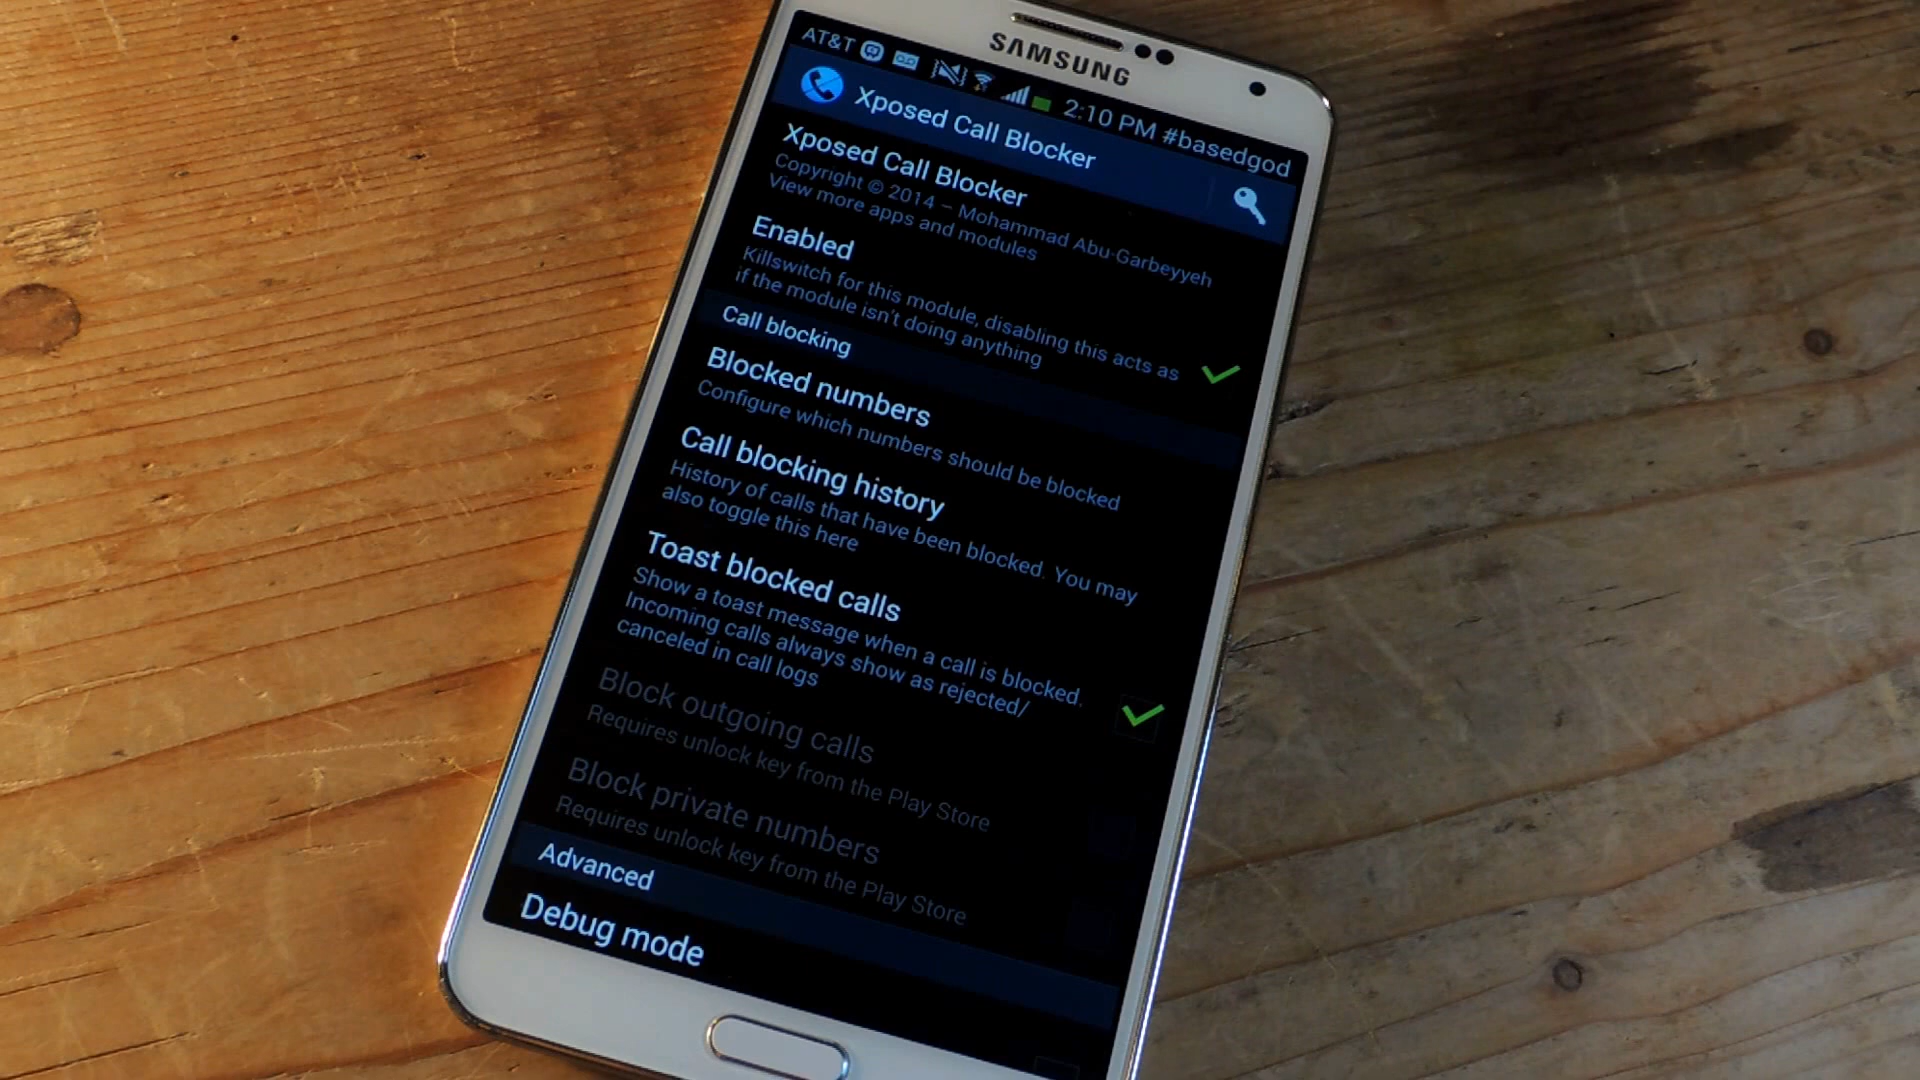 SAMSUNG
AT&T 2:10 PM #basedgod
Xposed Call Blocker
Xposed Call Blocker
Copyright © 2014 – Mohammad Abu-Garbeyyeh
View more apps and modules
Enabled
Killswitch for this module, disabling this acts as
if the module isn't doing anything
Call blocking
Blocked numbers
Configure which numbers should be blocked
Call blocking history
History of calls that have been blocked. You may
also toggle this here
Toast blocked calls
Show a toast message when a call is blocked.
Incoming calls always show as rejected/
canceled in call logs
Block outgoing calls
Requires unlock key from the Play Store
Block private numbers
Requires unlock key from the Play Store
Advanced
Debug mode